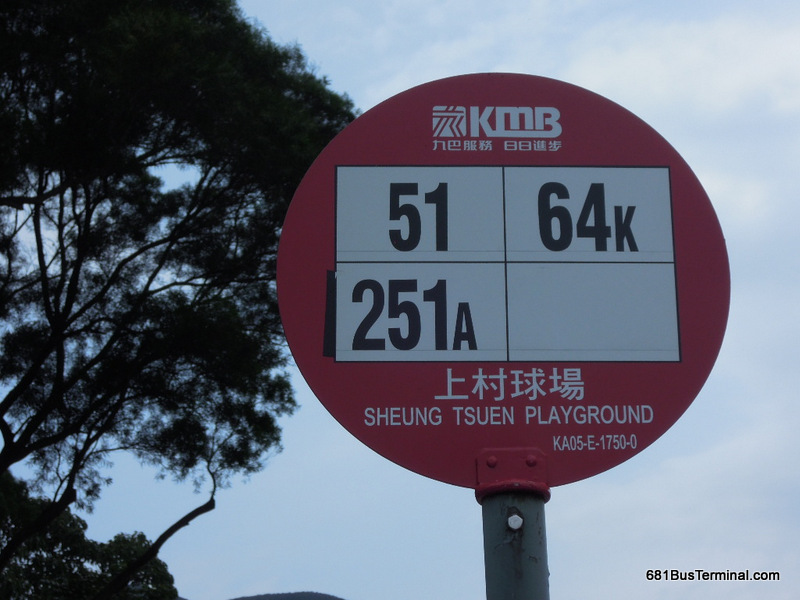 KMB
九巴服務 日日進步
51 64K
251A
上村球場
SHEUNG TSUEN PLAYGROUND
KA05-E-1750-0
681BusTerminal.com